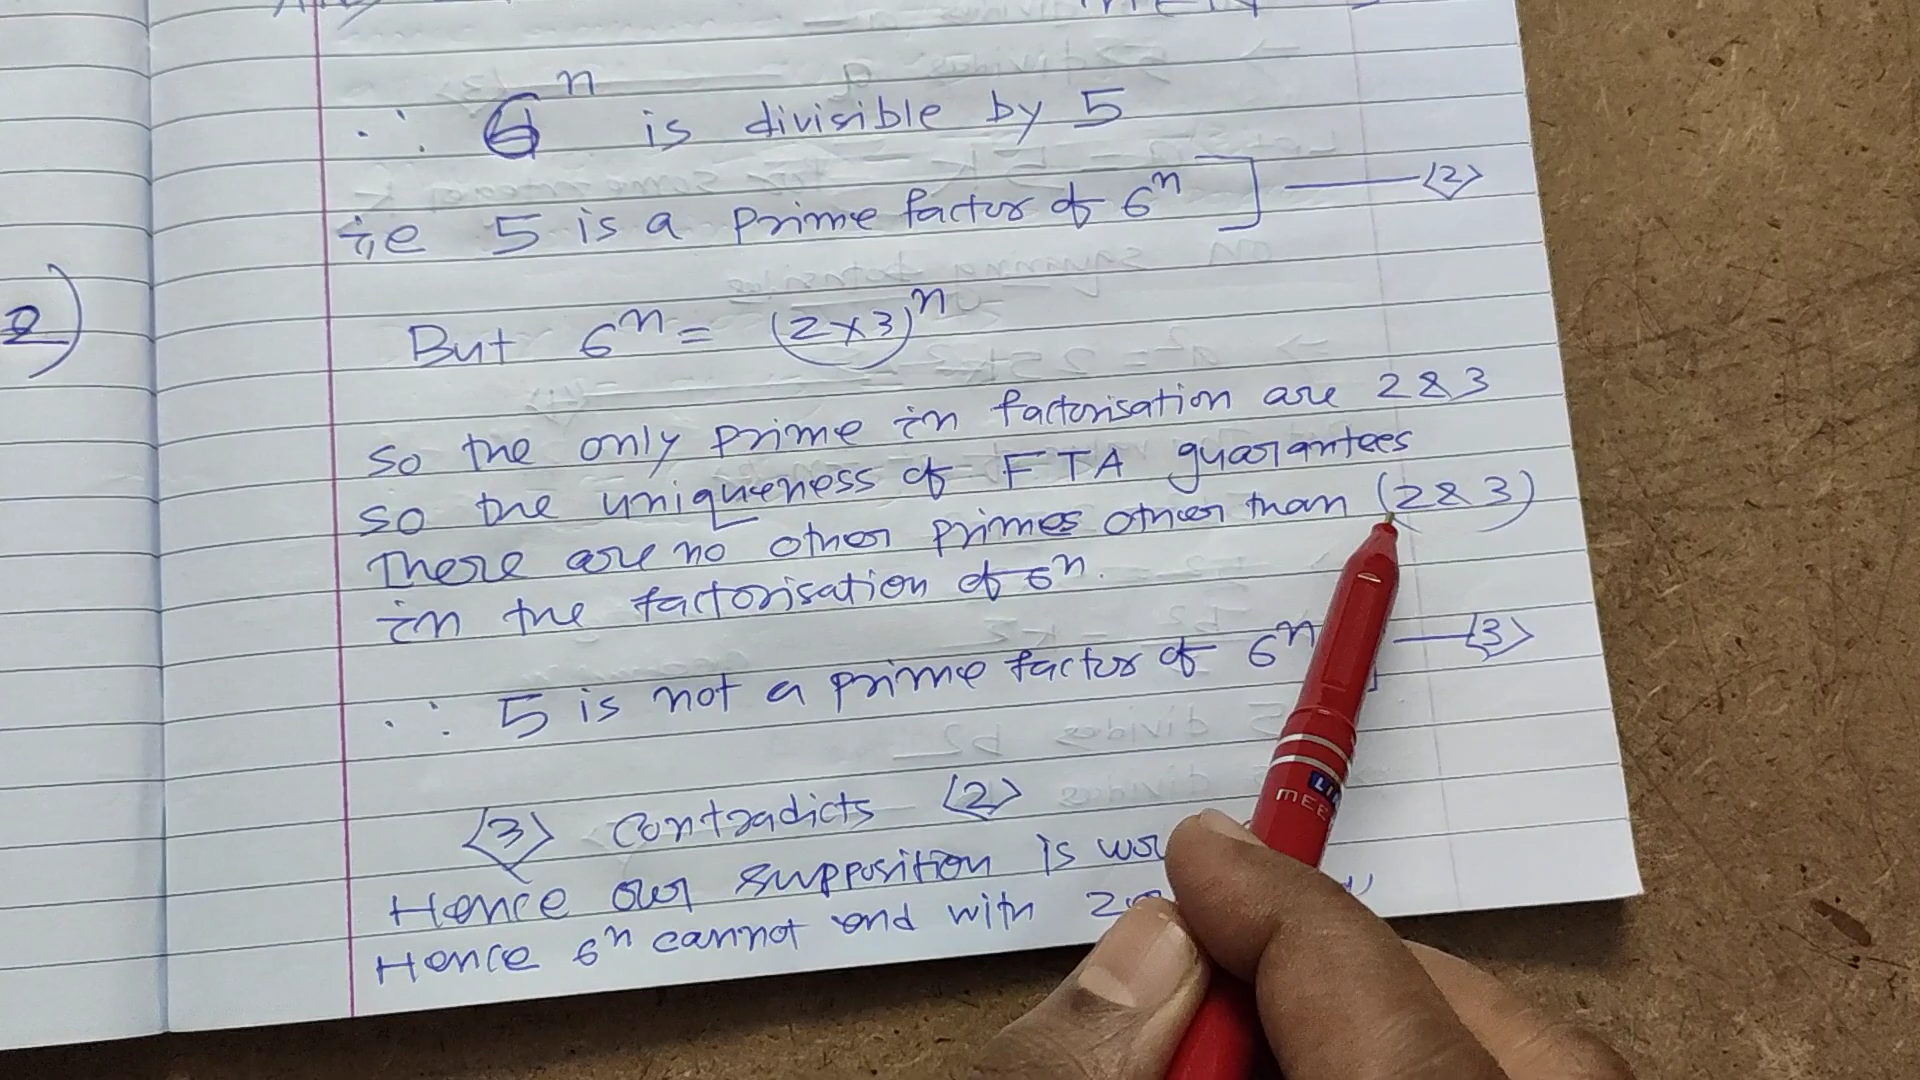 ∴ 6ⁿ is divisible by 5
i,e 5 is a Prime factor of 6ⁿ ] —— <2>
2)
But 6ⁿ = (2×3)ⁿ
So the only prime in factorisation are 2 & 3
so the uniqueness of FTA guarantees
There are no other primes other than (2 & 3)
in the factorisation of 6ⁿ.
∴ 5 is not a prime factor of 6ⁿ ] — <3>
<3> contradicts <2>
Hence our supposition is
Hence 6ⁿ cannot end with